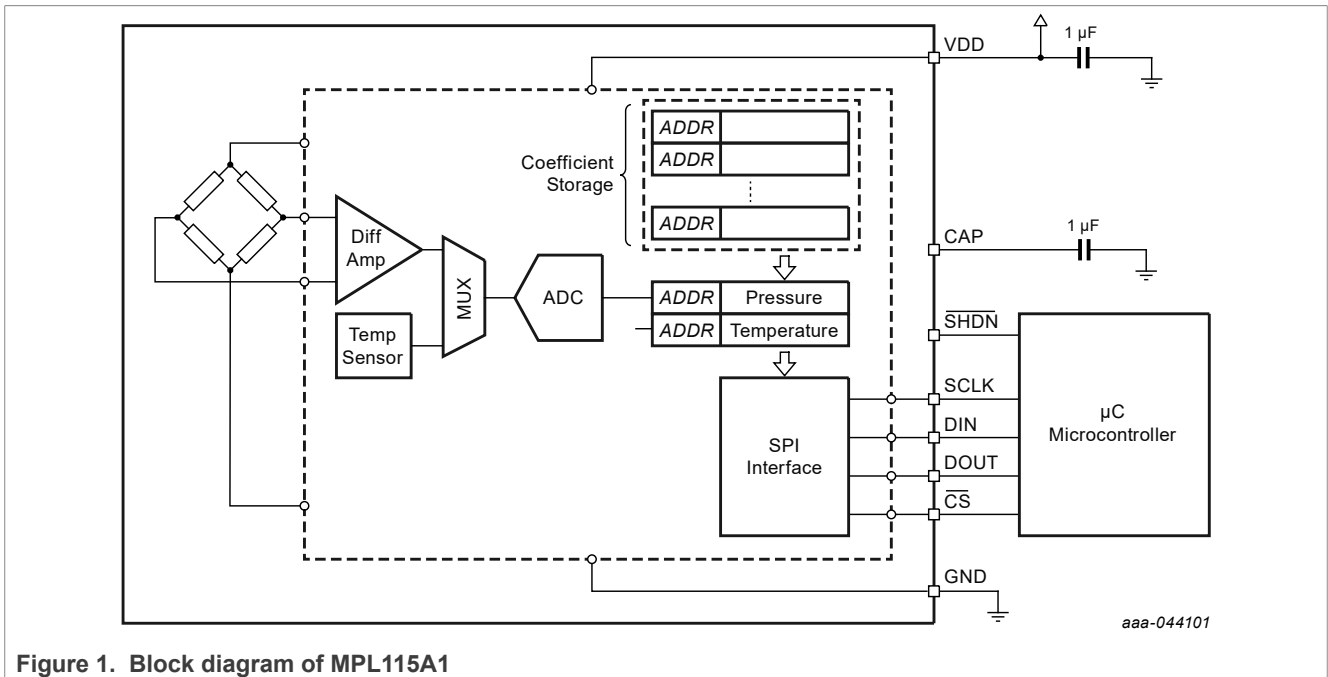 VDD
1 µF
Coefficient
Storage
ADDR
ADDR
ADDR
CAP
1 µF
Diff
Amp
MUX
ADC
ADDR Pressure
ADDR Temperature
Temp
Sensor
SHDN
SCLK
DIN
DOUT
CS
SPI
Interface
µC
Microcontroller
GND
aaa-044101
Figure 1. Block diagram of MPL115A1